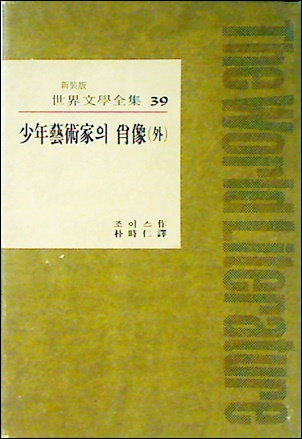 新裝版
世界文學全集 39
少年藝術家의 肖像(外)
조이스作
朴時仁譯
The World Literature